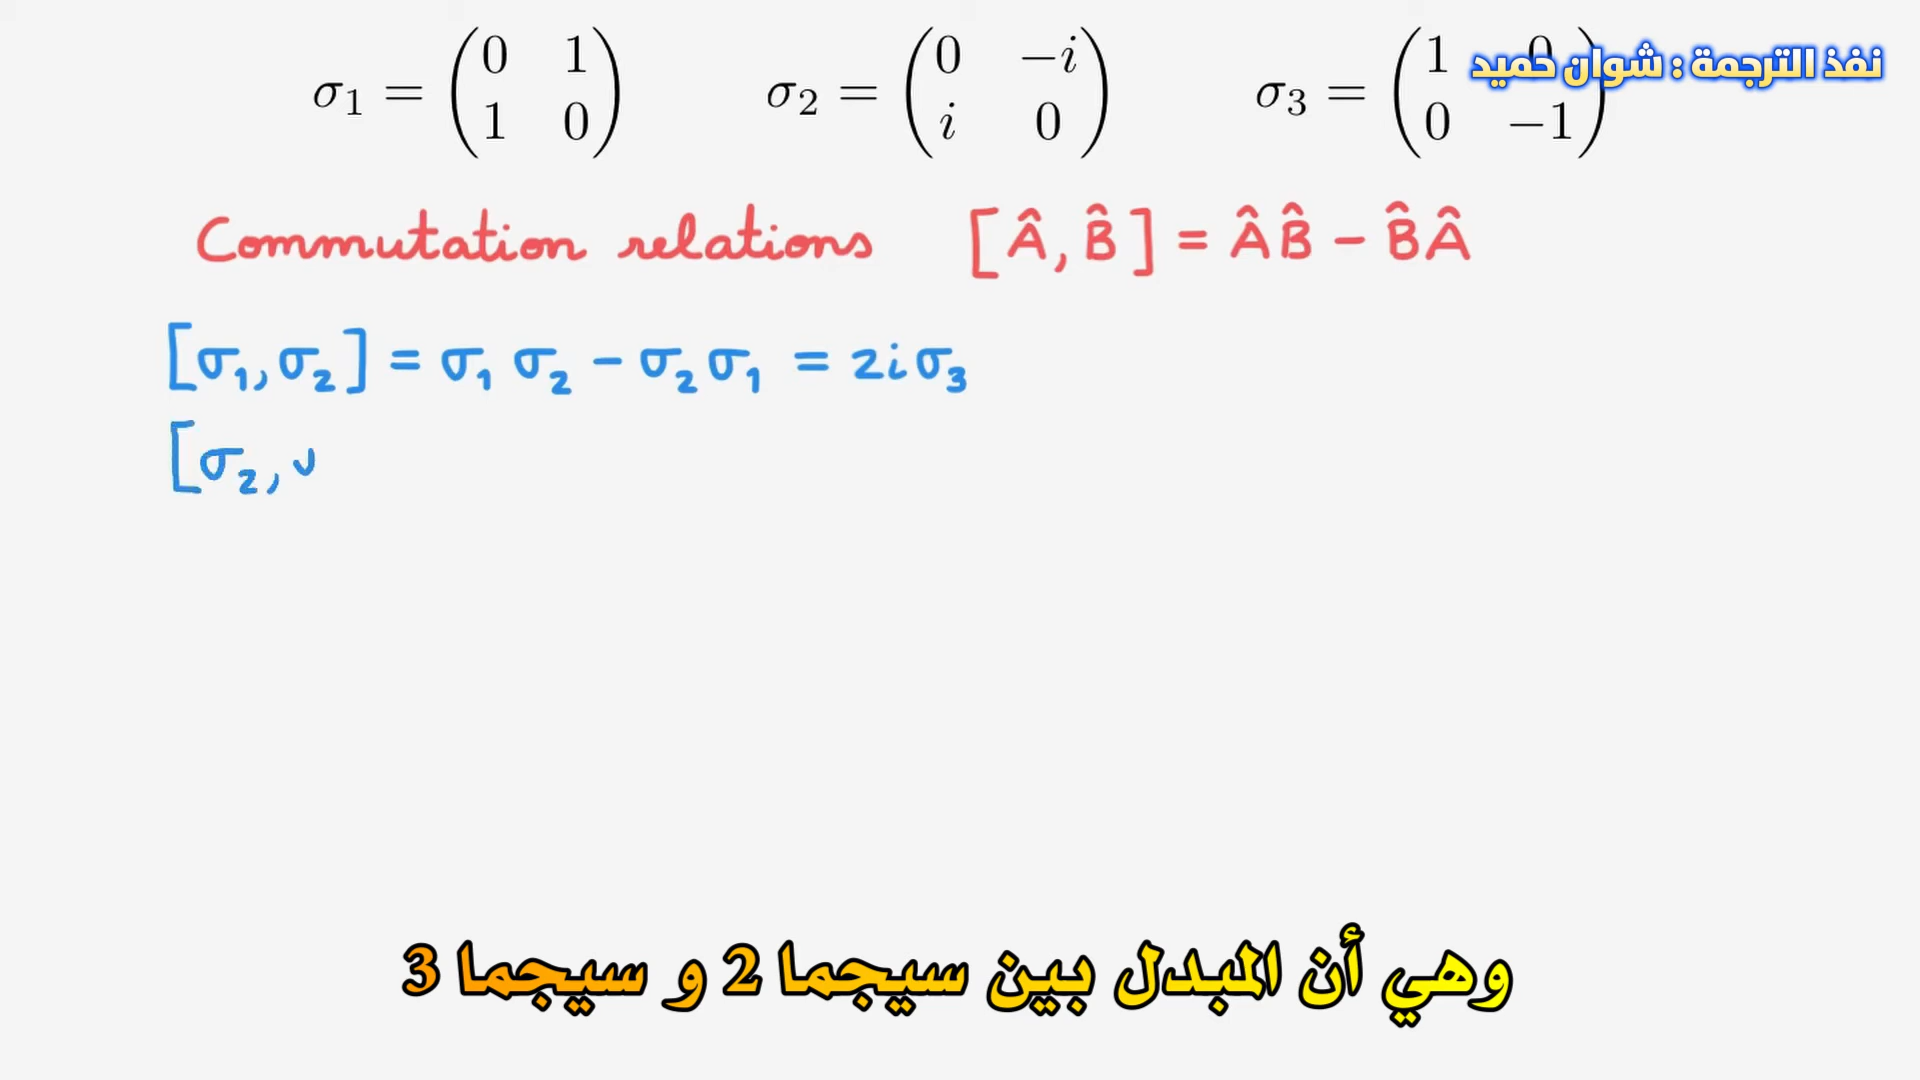 σ₁ = (0 1; 1 0) σ₂ = (0 −i; i 0) σ₃ = (1 0; 0 −1)
نفذ الترجمة : شوان حميد
Commutation relations [Â, B̂] = ÂB̂ − B̂Â
[σ₁, σ₂] = σ₁ σ₂ − σ₂ σ₁ = 2iσ₃
[σ₂,
وهي أن المبدل بين سيجما 2 و سيجما 3